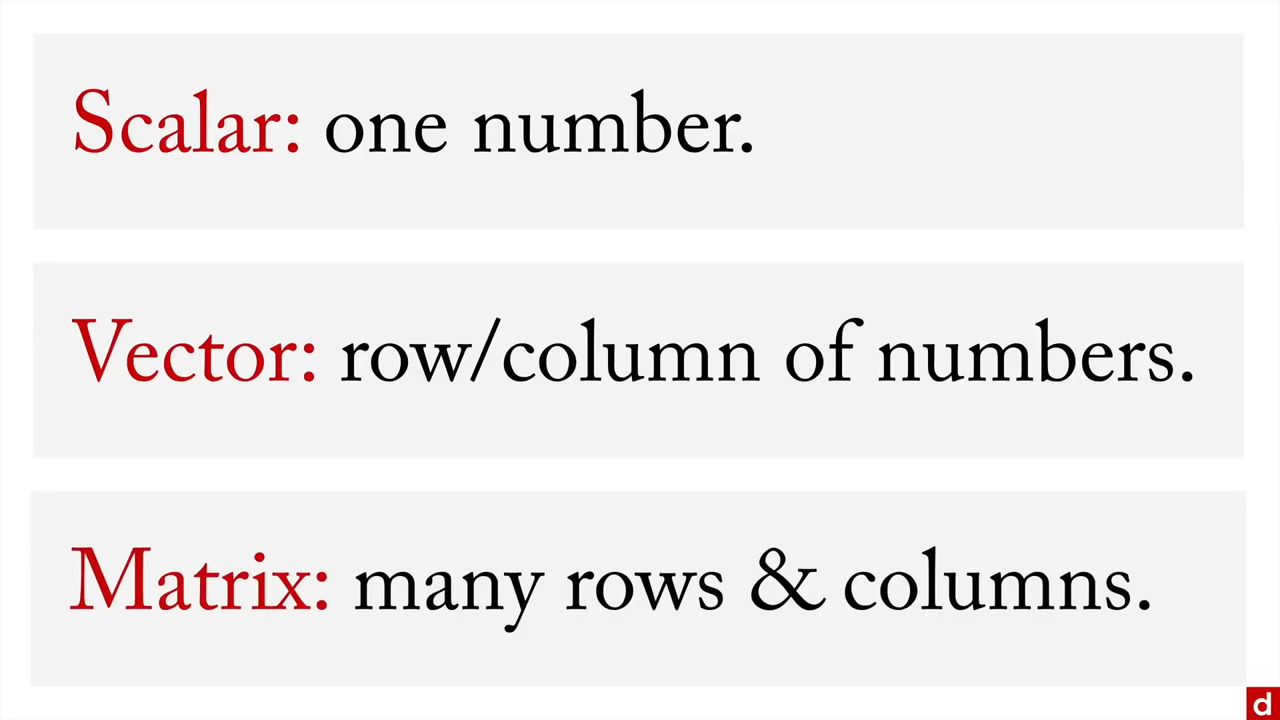 Scalar: one number.
Vector: row/column of numbers.
Matrix: many rows & columns.
d